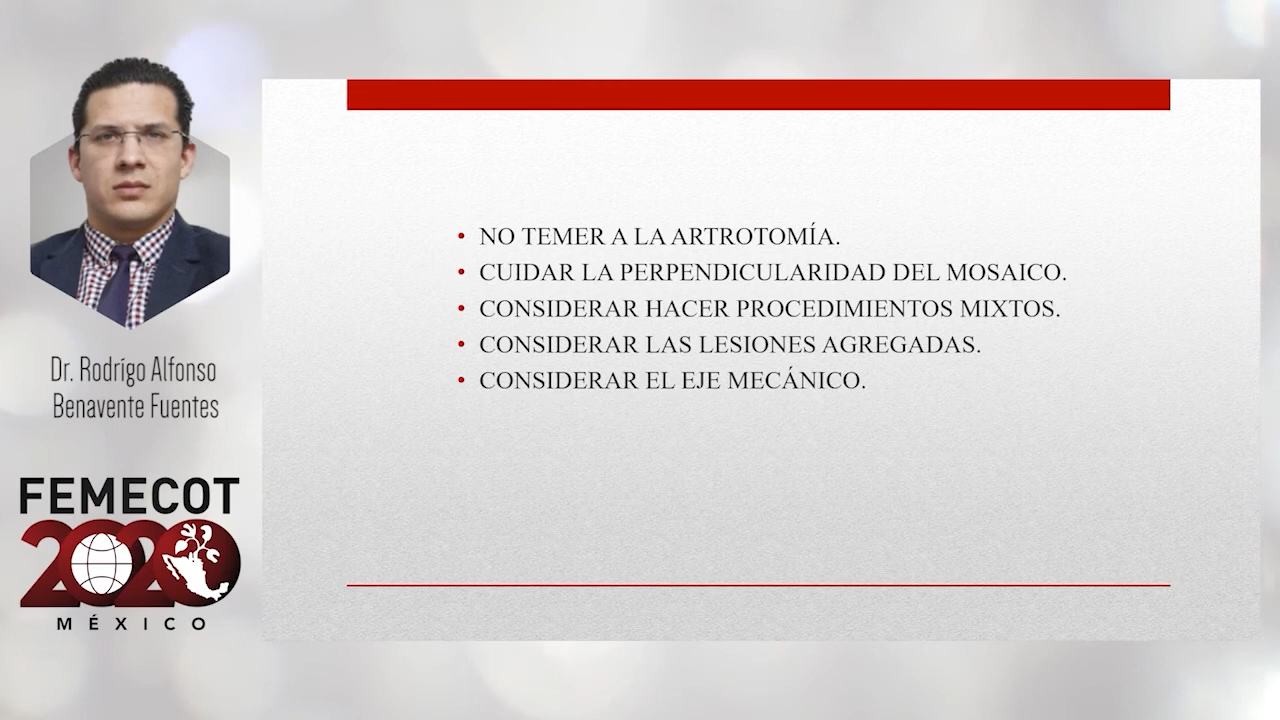 Dr. Rodrígo Alfonso
Benavente Fuentes
FEMECOT
2020
MÉXICO
• NO TEMER A LA ARTROTOMÍA.
• CUIDAR LA PERPENDICULARIDAD DEL MOSAICO.
• CONSIDERAR HACER PROCEDIMIENTOS MIXTOS.
• CONSIDERAR LAS LESIONES AGREGADAS.
• CONSIDERAR EL EJE MECÁNICO.